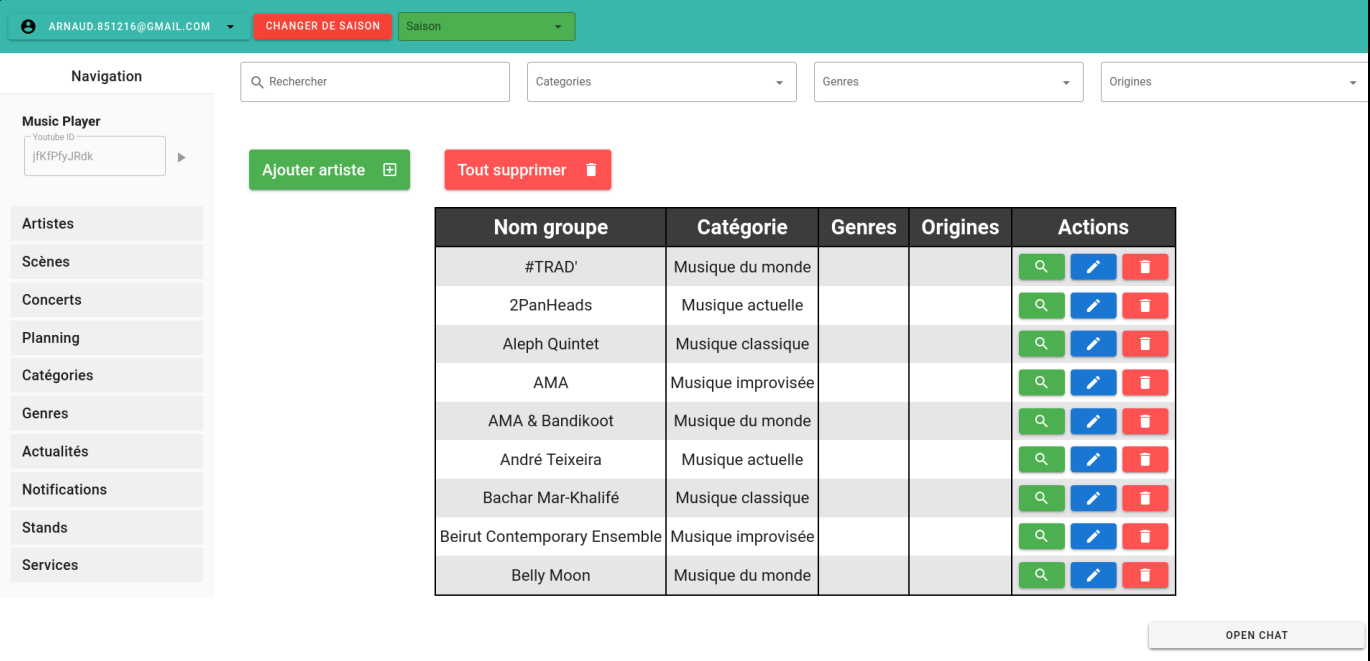 ARNAUD.851216@GMAIL.COM CHANGER DE SAISON Saison
Navigation
Rechercher Categories Genres Origines
Music Player
Youtube ID
jfKfPfyJRdk
Ajouter artiste Tout supprimer
Artistes
Scènes
Concerts
Planning
Catégories
Genres
Actualités
Notifications
Stands
Services
Nom groupe Catégorie Genres Origines Actions
#TRAD' Musique du monde
2PanHeads Musique actuelle
Aleph Quintet Musique classique
AMA Musique improvisée
AMA & Bandikoot Musique du monde
André Teixeira Musique actuelle
Bachar Mar-Khalifé Musique classique
Beirut Contemporary Ensemble Musique improvisée
Belly Moon Musique du monde
OPEN CHAT